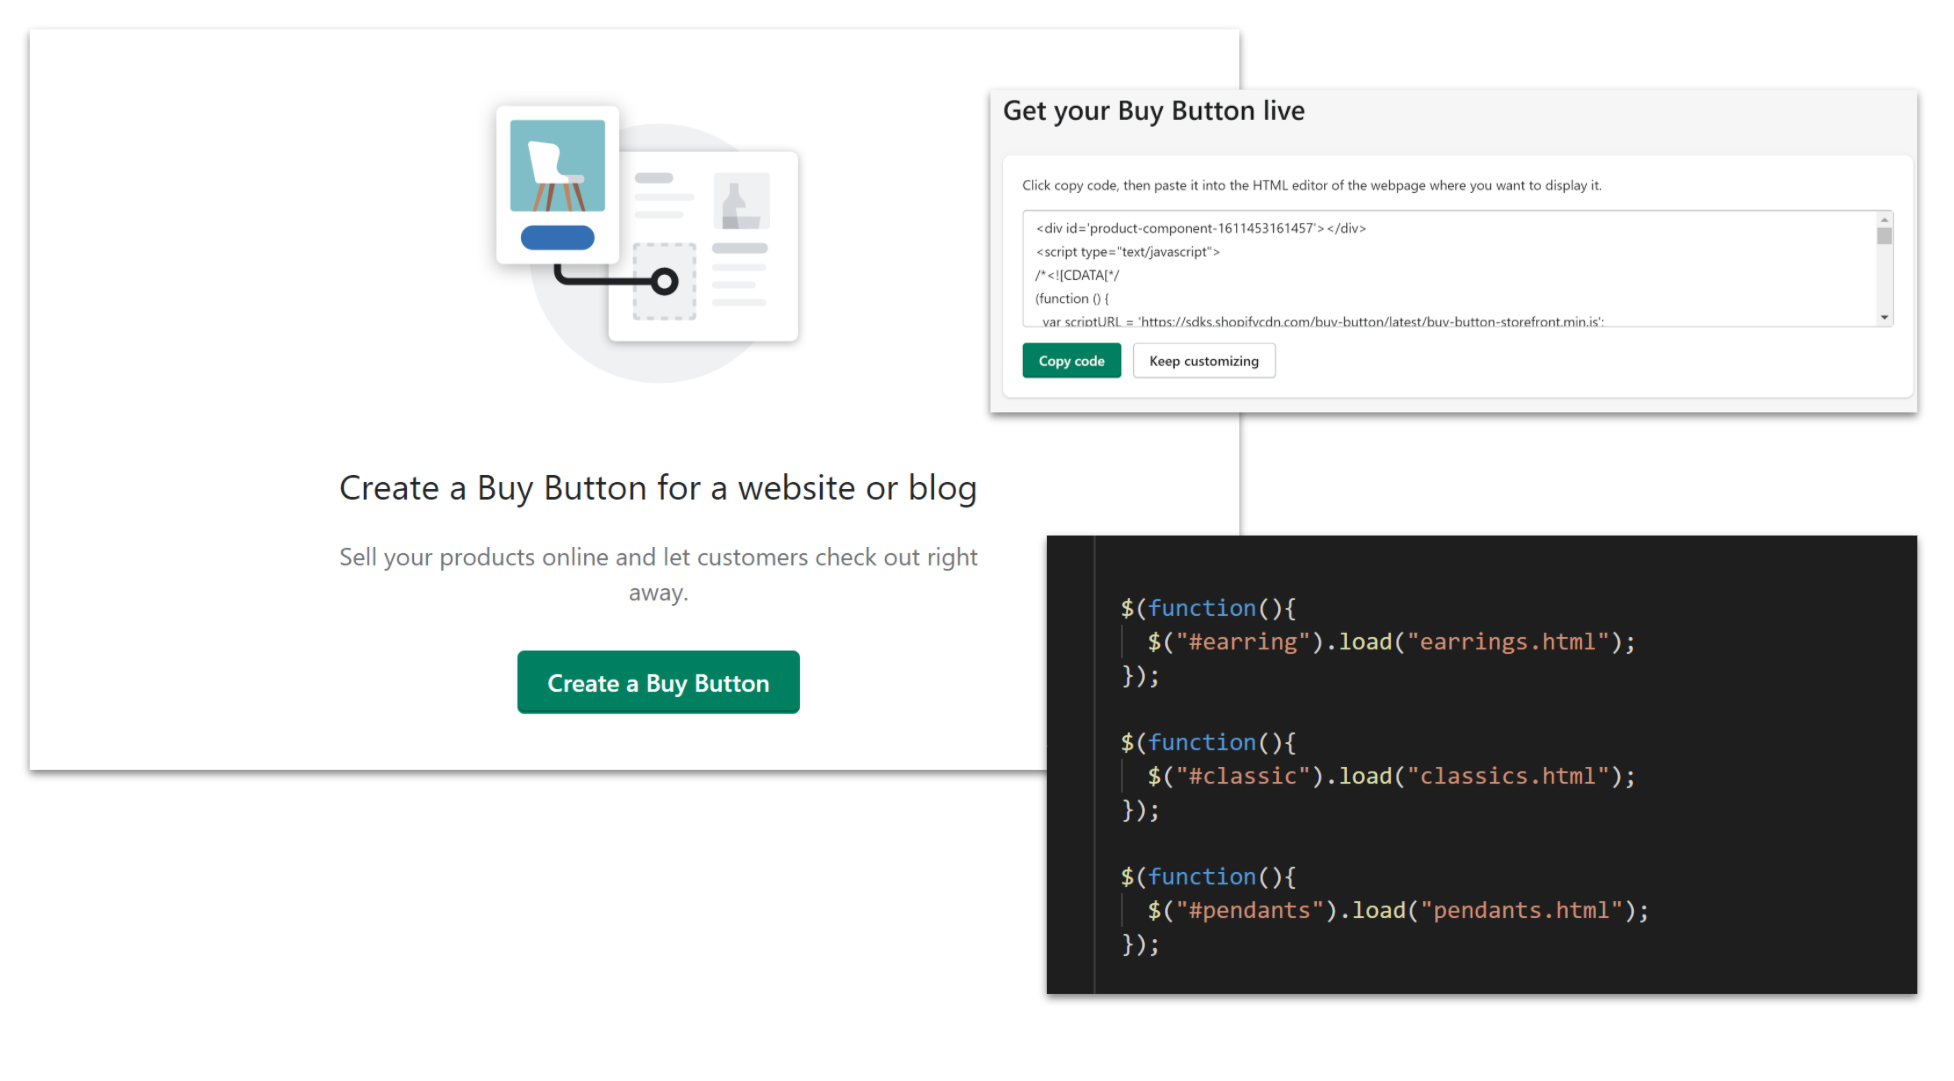 Create a Buy Button for a website or blog
Sell your products online and let customers check out right
away.
Create a Buy Button
Get your Buy Button live
Click copy code, then paste it into the HTML editor of the webpage where you want to display it.
<div id='product-component-1611453161457'></div>
<script type="text/javascript">
/*<![CDATA[*/
(function () {
var scriptURL = 'https://sdks.shopifycdn.com/buy-button/latest/buy-button-storefront.min.js';
Copy code
Keep customizing
$(function(){
$("#earring").load("earrings.html");
});
$(function(){
$("#classic").load("classics.html");
});
$(function(){
$("#pendants").load("pendants.html");
});